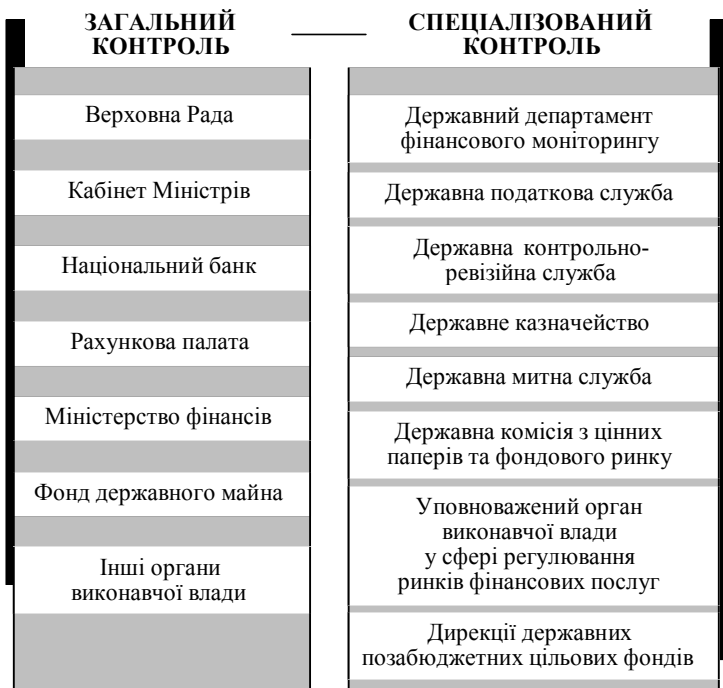 ЗАГАЛЬНИЙ
КОНТРОЛЬ
Верховна Рада
Кабінет Міністрів
Національний банк
Рахункова палата
Міністерство фінансів
Фонд державного майна
Інші органи
виконавчої влади
СПЕЦІАЛІЗОВАНИЙ
КОНТРОЛЬ
Державний департамент
фінансового моніторингу
Державна податкова служба
Державна контрольно-
ревізійна служба
Державне казначейство
Державна митна служба
Державна комісія з цінних
паперів та фондового ринку
Уповноважений орган
виконавчої влади
у сфері регулювання
ринків фінансових послуг
Дирекції державних
позабюджетних цільових фондів